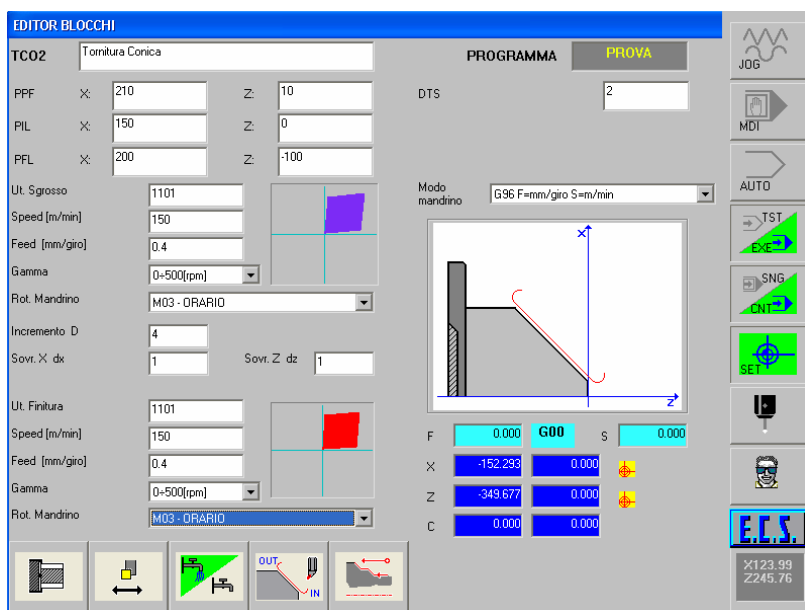 EDITOR BLOCCHI
TCO2 Tornitura Conica PROGRAMMA PROVA
PPF X: 210 Z: 10 DTS 2
PIL X: 150 Z: 0
PFL X: 200 Z: -100
Ut. Sgrosso 1101
Modo mandrino G96 F=mm/giro S=m/min
Speed [m/min] 150
Feed [mm/giro] 0.4
Gamma 0÷500[rpm]
Rot. Mandrino M03 - ORARIO
Incremento D 4
Sovr. X dx 1 Sovr. Z dz 1
Ut. Finitura 1101
Speed [m/min] 150
Feed [mm/giro] 0.4
Gamma 0÷500[rpm]
Rot. Mandrino M03 - ORARIO
x
z
F 0.000 G00 S 0.000
X -152.293 0.000
Z -349.677 0.000
C 0.000 0.000
OUT
IN
JOG
MDI
AUTO
TST
EXE
SNG
CNT
SET
E.C.S.
X123.99
Z245.76